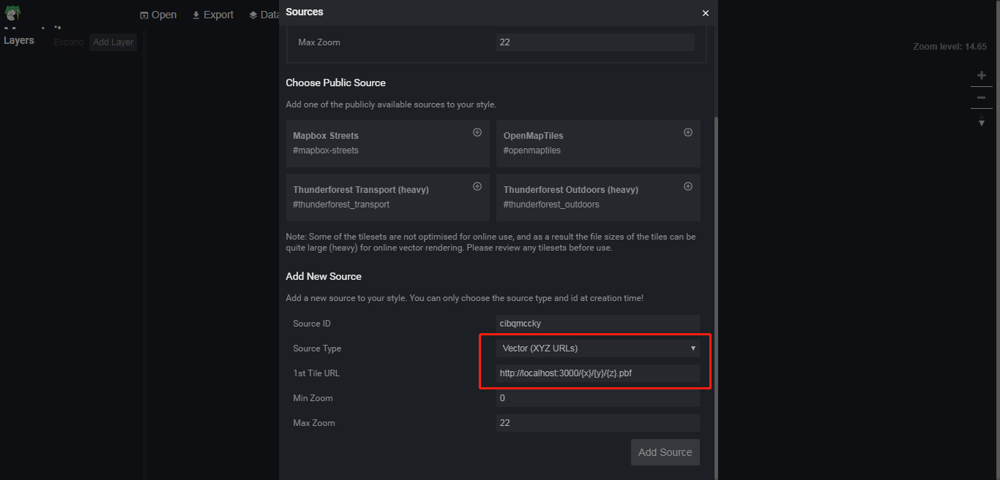 Open
Export
Data
Layers
Expand
Add Layer
Sources
×
Max Zoom
22
Choose Public Source
Add one of the publicly available sources to your style.
Mapbox Streets
#mapbox-streets
OpenMapTiles
#openmaptiles
Thunderforest Transport (heavy)
#thunderforest_transport
Thunderforest Outdoors (heavy)
#thunderforest_outdoors
Note: Some of the tilesets are not optimised for online use, and as a result the file sizes of the tiles can be
quite large (heavy) for online vector rendering. Please review any tilesets before use.
Add New Source
Add a new source to your style. You can only choose the source type and id at creation time!
Source ID
cibqmccky
Source Type
Vector (XYZ URLs)
1st Tile URL
http://localhost:3000/{x}/{y}/{z}.pbf
Min Zoom
0
Max Zoom
22
Add Source
Zoom level: 14.65